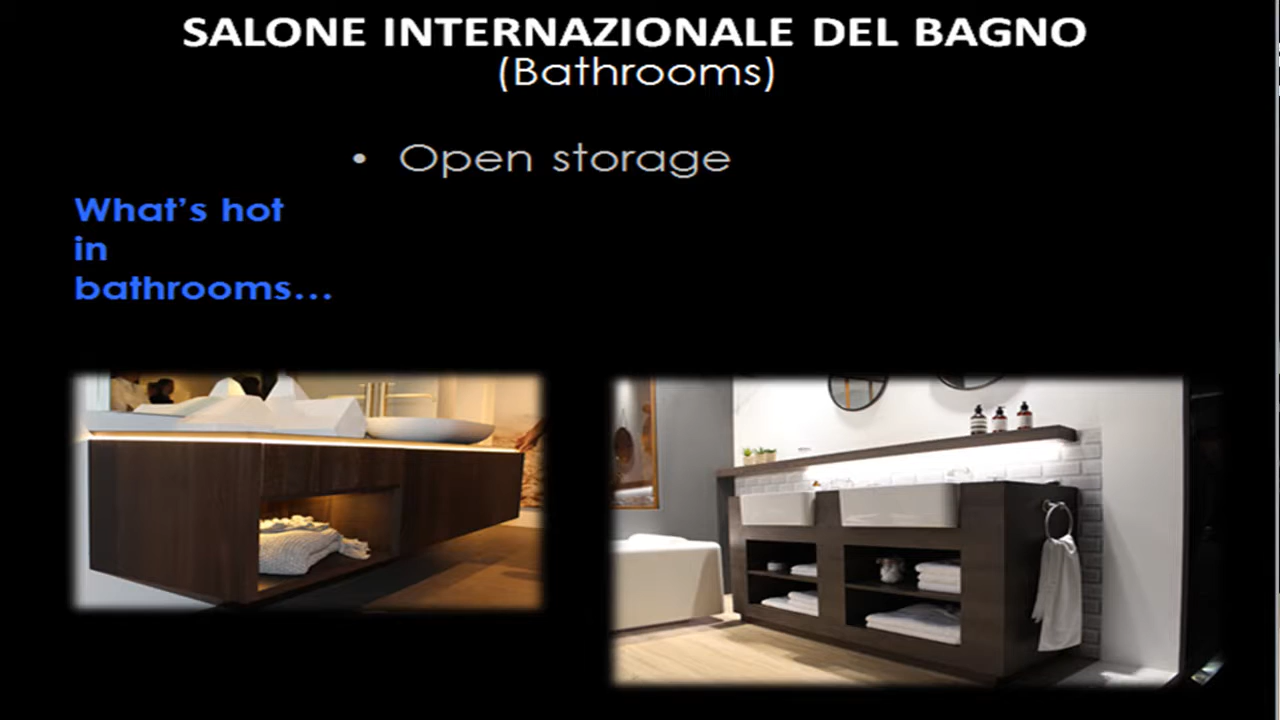 SALONE INTERNAZIONALE DEL BAGNO
(Bathrooms)
• Open storage
What's hot
in
bathrooms...